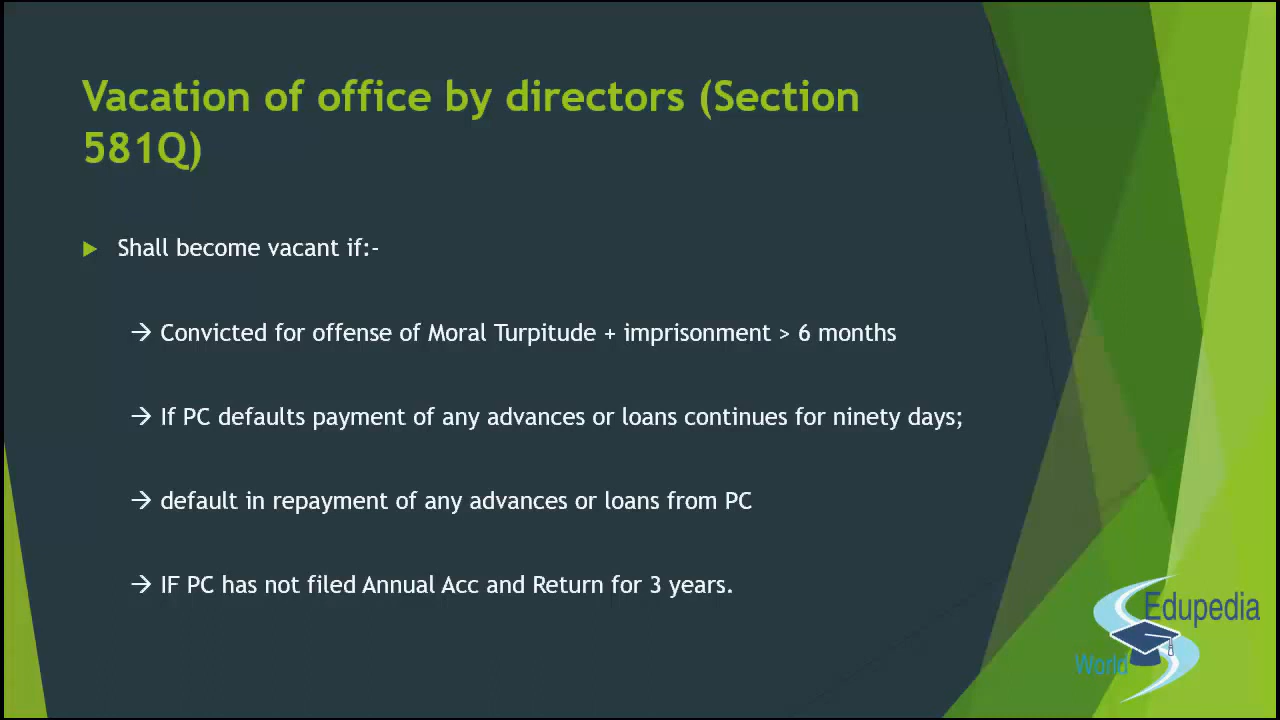 Vacation of office by directors (Section
581Q)
▶ Shall become vacant if:-
→ Convicted for offense of Moral Turpitude + imprisonment > 6 months
→ If PC defaults payment of any advances or loans continues for ninety days;
→ default in repayment of any advances or loans from PC
→ IF PC has not filed Annual Acc and Return for 3 years.
Edupedia
World